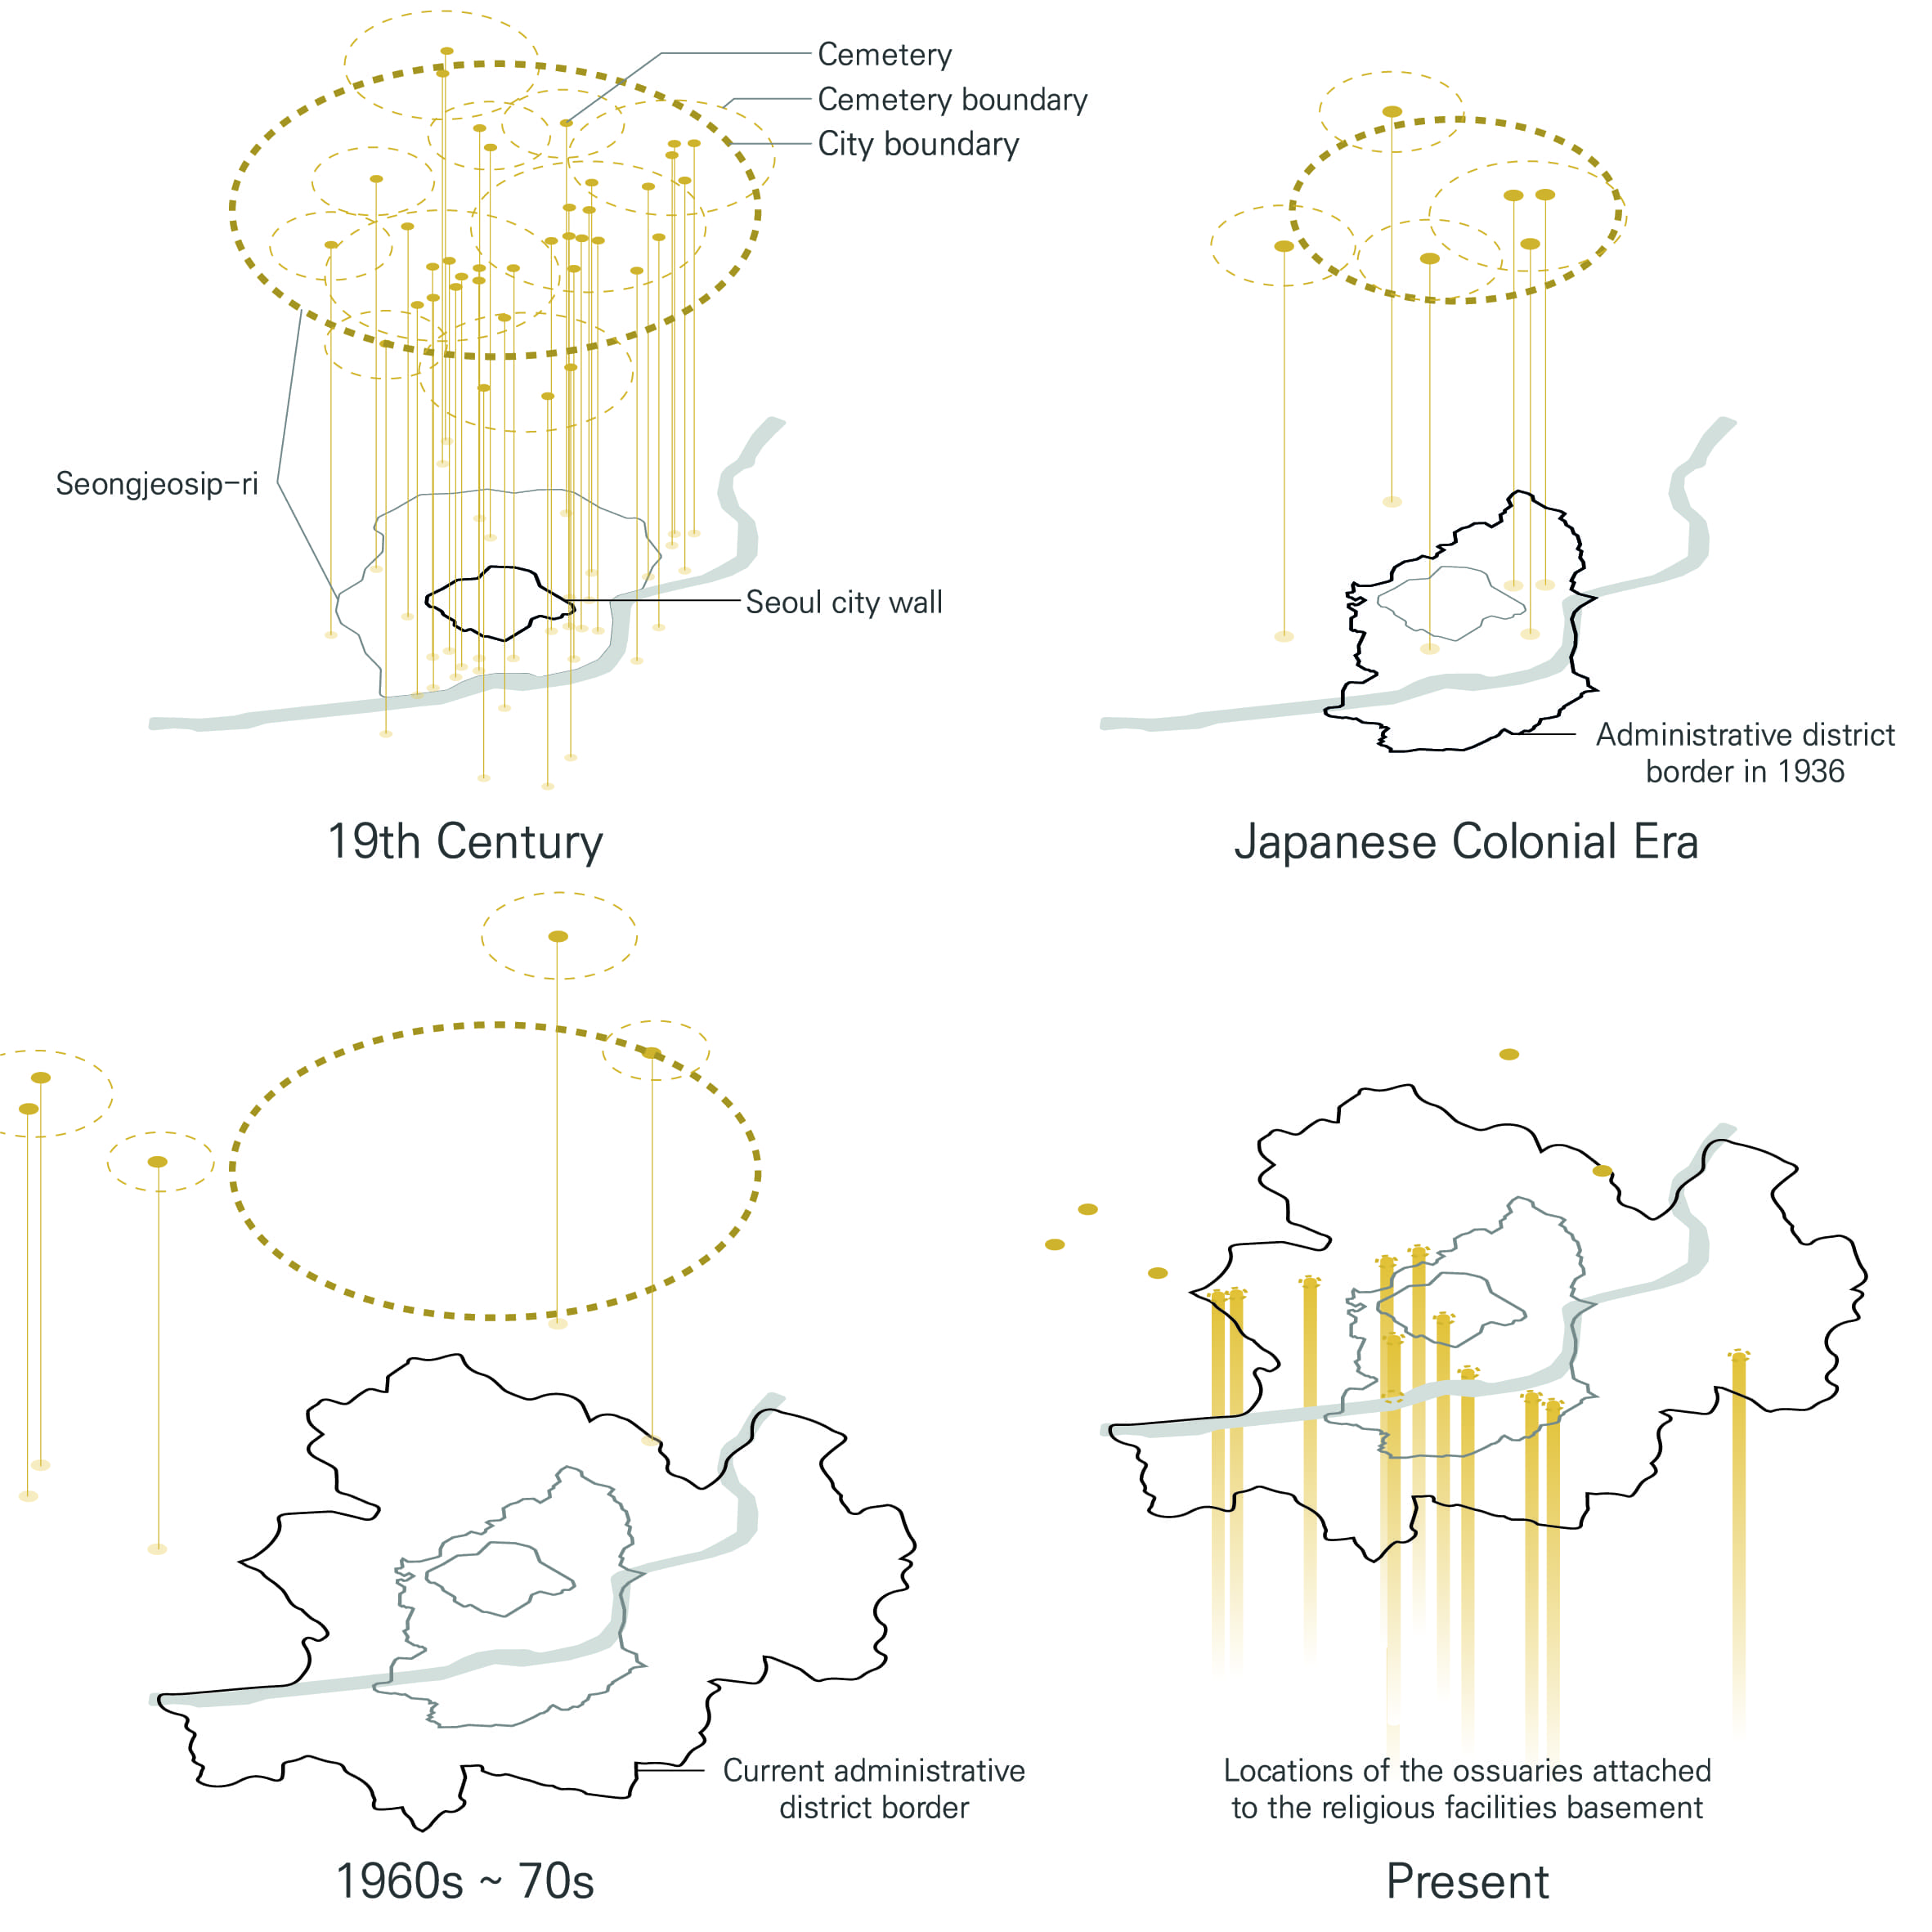 Cemetery
Cemetery boundary
City boundary
Seongjeosip-ri
Seoul city wall
19th Century
Administrative district
border in 1936
Japanese Colonial Era
Current administrative
district border
1960s ~ 70s
Locations of the ossuaries attached
to the religious facilities basement
Present